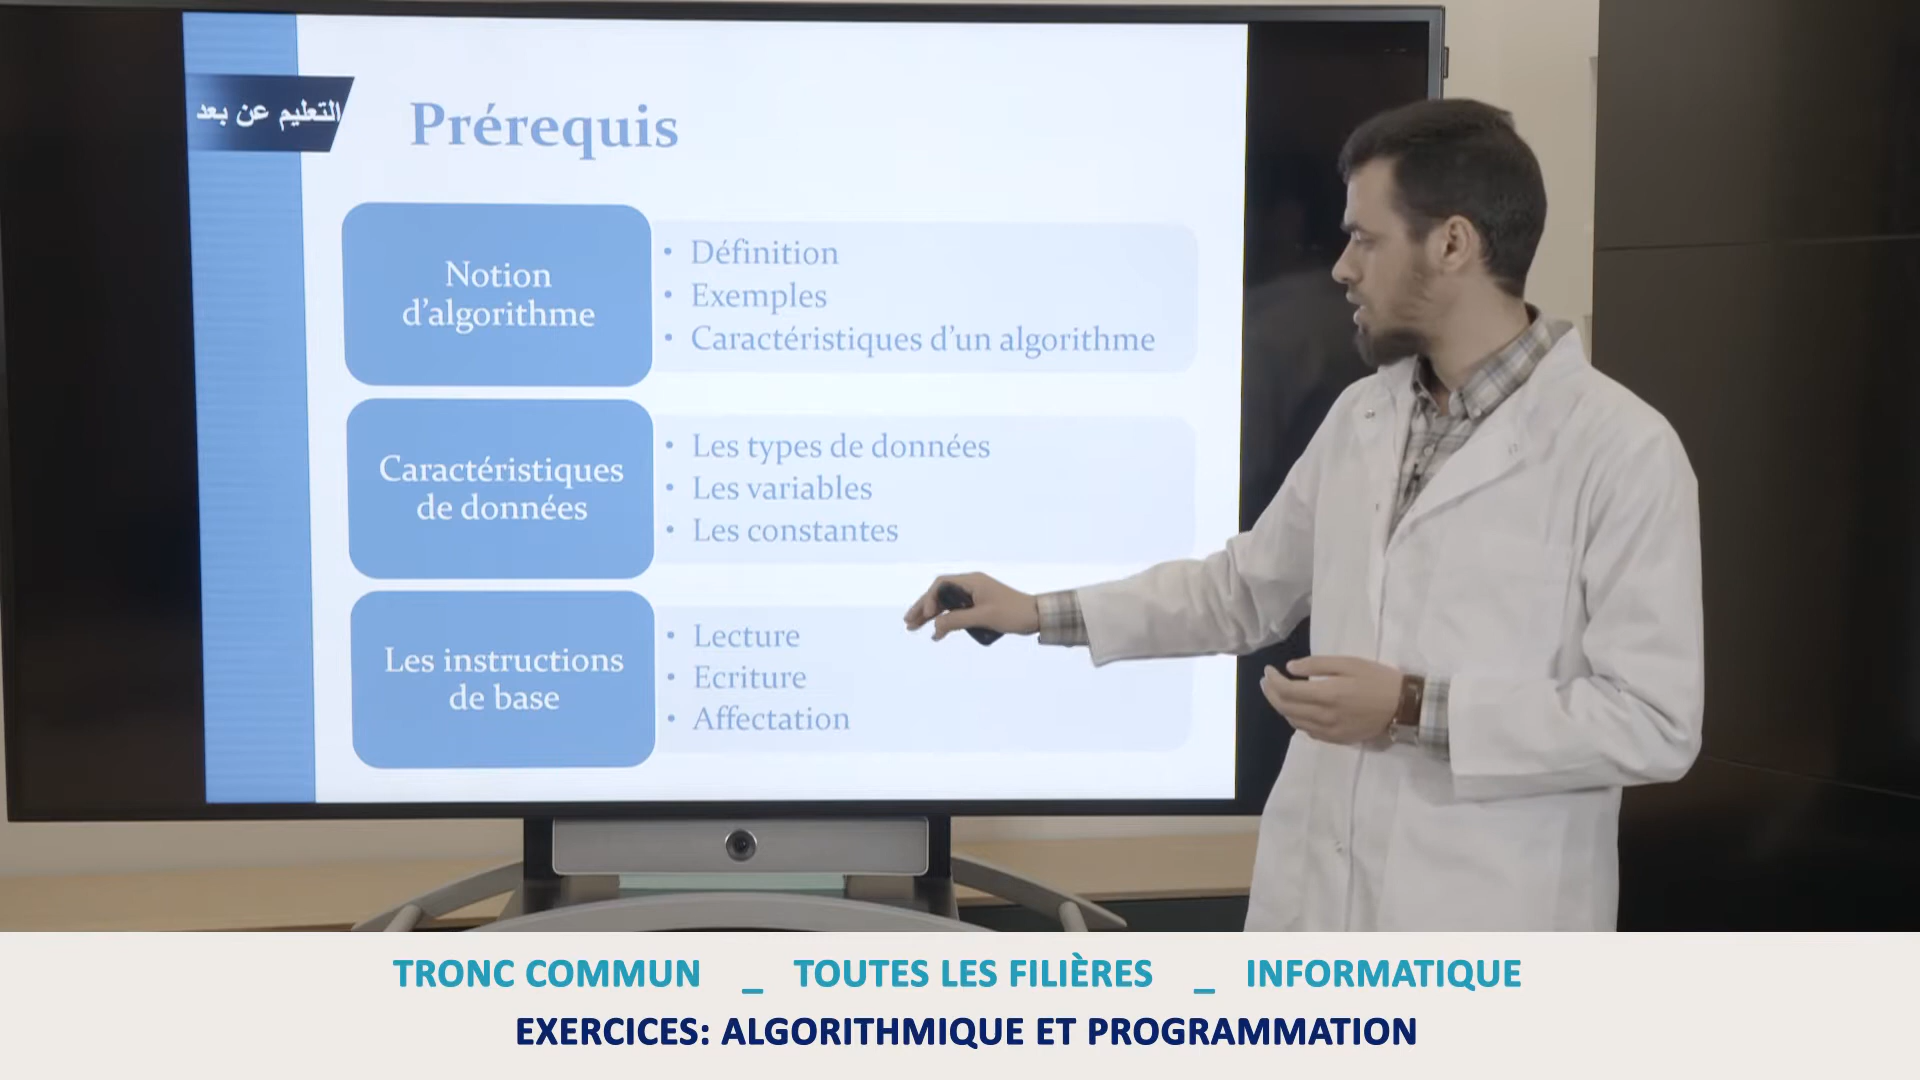 التعليم عن بعد
Prérequis
Notion
d'algorithme
• Définition
• Exemples
• Caractéristiques d'un algorithme
Caractéristiques
de données
• Les types de données
• Les variables
• Les constantes
Les instructions
de base
• Lecture
• Ecriture
• Affectation
TRONC COMMUN _ TOUTES LES FILIÈRES _ INFORMATIQUE
EXERCICES: ALGORITHMIQUE ET PROGRAMMATION